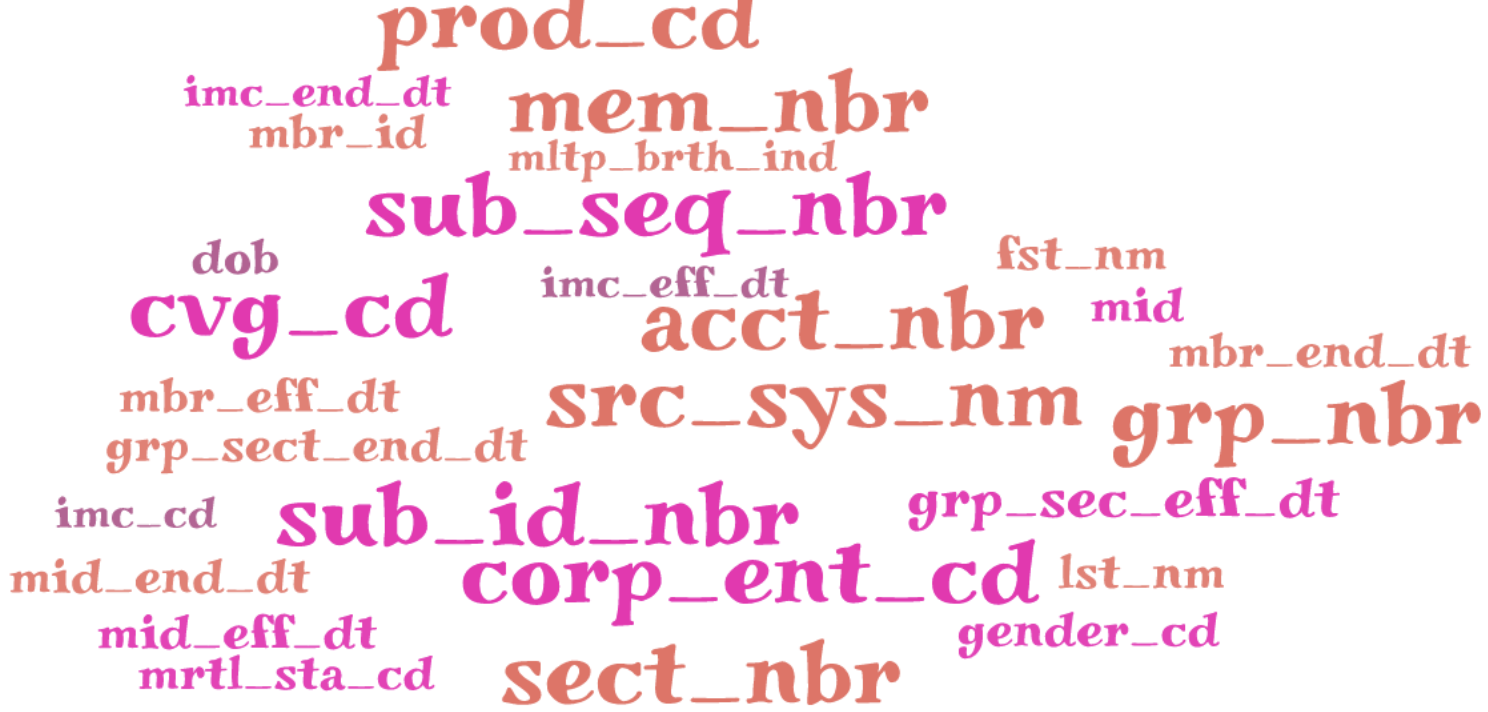 prod_cd
imc_end_dt
mem_nbr
mbr_id
mltp_brth_ind
sub_seq_nbr
dob
fst_nm
imc_eff_dt
cvg_cd
acct_nbr
mid
mbr_end_dt
mbr_eff_dt
src_sys_nm
grp_nbr
grp_sect_end_dt
imc_cd
sub_id_nbr
grp_sec_eff_dt
mid_end_dt
corp_ent_cd
lst_nm
mid_eff_dt
gender_cd
mrtl_sta_cd
sect_nbr